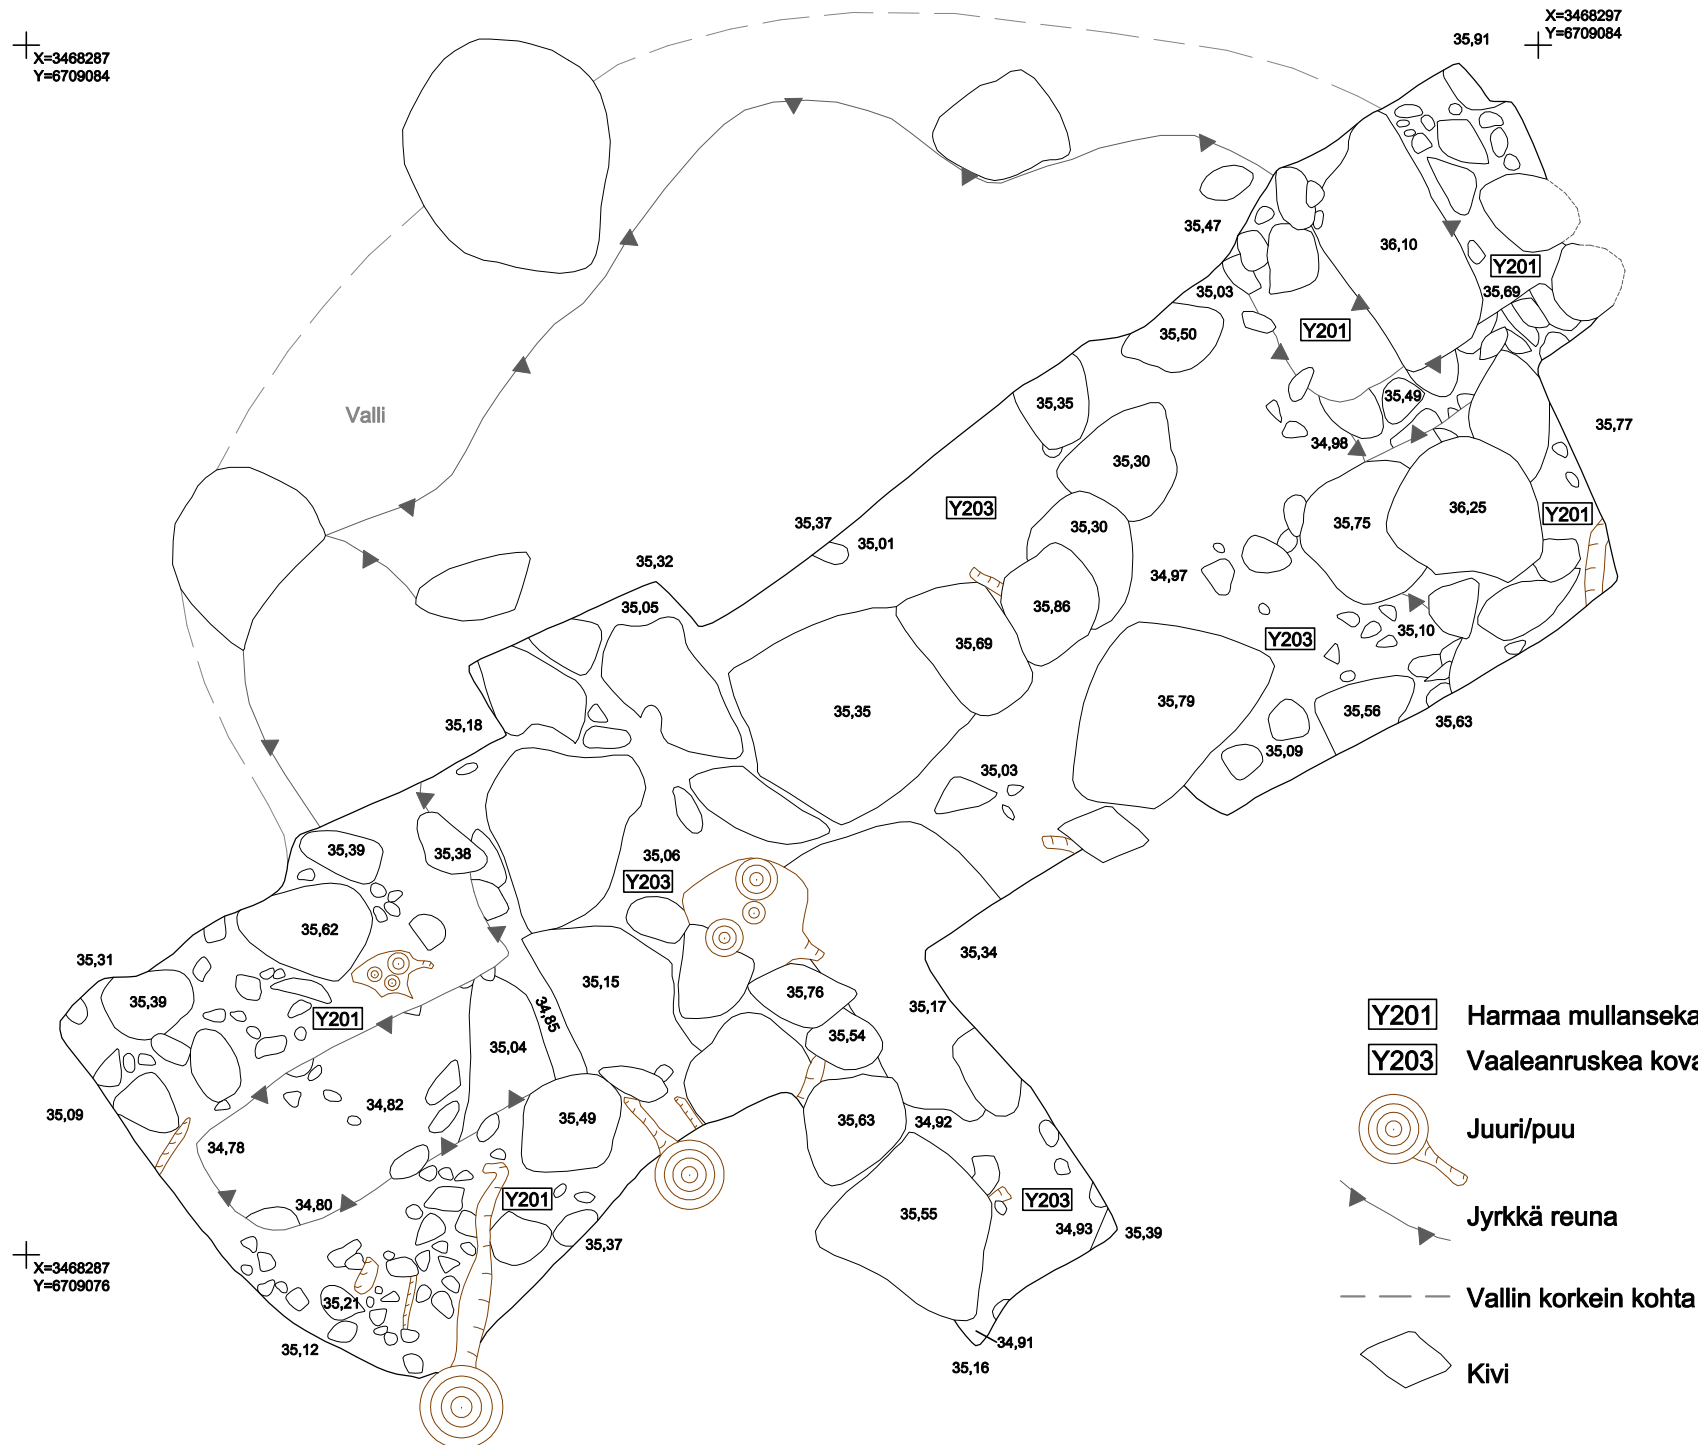 X=3468287
Y=6709084
X=3468297
Y=6709084
35,91
35,47
36,10
Y201
35,69
35,03
Y201
35,50
35,35
35,49
35,77
34,98
35,30
Valli
Y203
36,25
Y201
35,75
35,37
35,01
35,30
35,32
34,97
35,05
35,86
35,10
Y203
35,69
35,18
35,35
35,79
35,56
35,63
35,09
35,03
35,39
35,38
35,06
Y203
35,62
35,31
35,34
35,39
35,15
35,76
35,17
Y201
34,85
35,04
35,54
Y201 Harmaa mullanseka
Y203 Vaaleanruskea kova
34,82
35,09
35,49
35,63
34,92
Juuri/puu
34,78
34,80
Y201
Y203
35,55
34,93
35,39
Jyrkkä reuna
35,37
X=3468287
Y=6709076
35,21
Vallin korkein kohta
35,12
34,91
35,16
Kivi